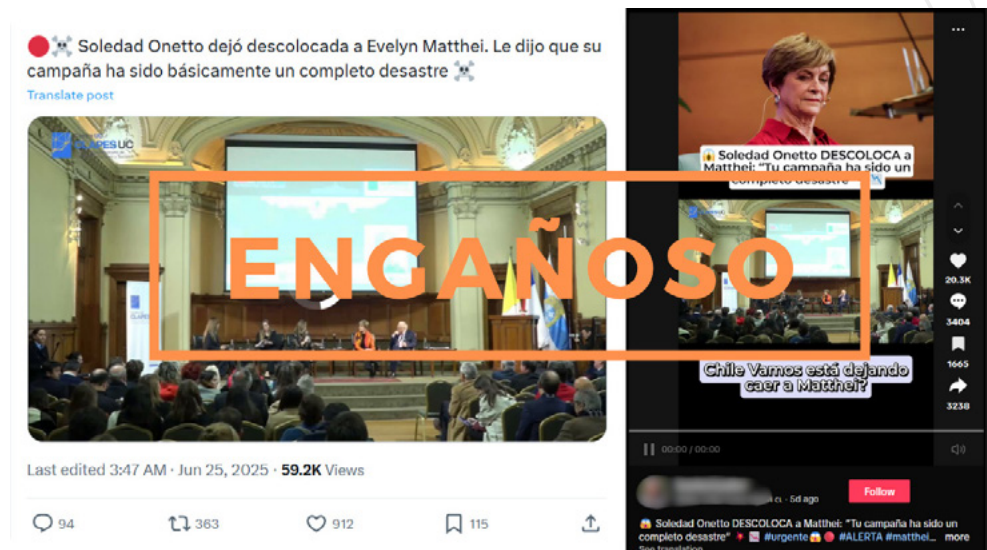 🔴☠️ Soledad Onetto dejó descolocada a Evelyn Matthei. Le dijo que su
campaña ha sido básicamente un completo desastre ☠️
Translate post
CLAPES UC
ENGAÑOSO
Last edited 3:47 AM · Jun 25, 2025 · 59.2K Views
94
363
912
115
😱 Soledad Onetto DESCOLOCA a
Matthei: "Tu campaña ha sido un
completo desastre"
Chile Vamos está dejando
caer a Matthei?
20.3K
3404
1665
3238
00:00 / 00:00
· 5d ago
Follow
😱 Soledad Onetto DESCOLOCA a Matthei: "Tu campaña ha sido un
completo desastre" #urgente😱🔴 #ALERTA #matthei... more
See translation